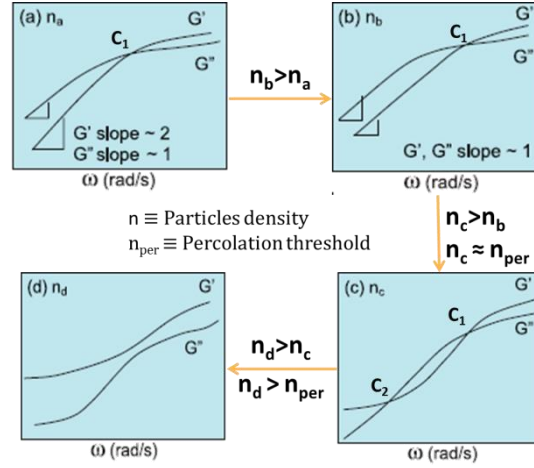 (a) nₐ
C₁
G'
G"
G' slope ~ 2
G" slope ~ 1
ω (rad/s)
n_b>nₐ
(b) n_b
C₁
G'
G"
G', G" slope ~ 1
ω (rad/s)
n ≡ Particles density
n_per ≡ Percolation threshold
n_c>n_b
n_c ≈ n_per
(d) n_d
G'
G"
ω (rad/s)
n_d>n_c
n_d > n_per
(c) n_c
G'
C₁
G"
C₂
ω (rad/s)